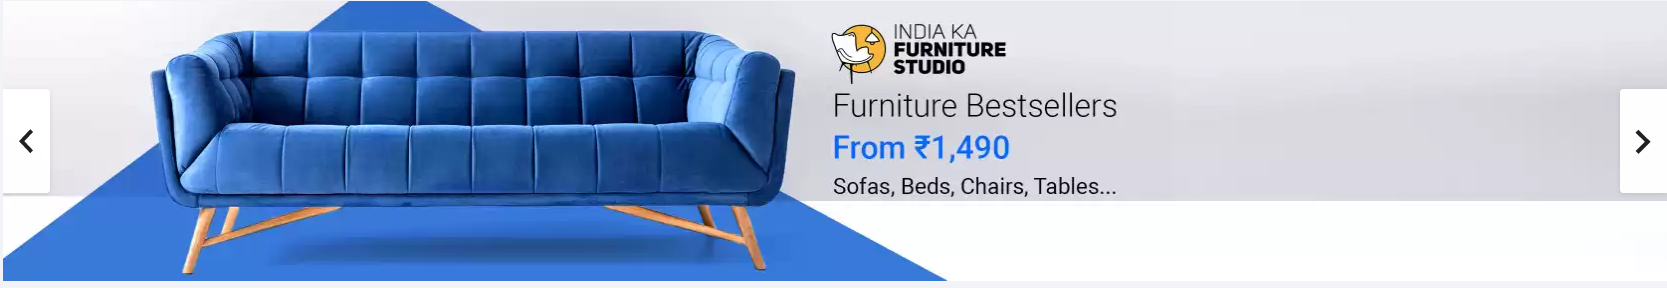 INDIA KA
FURNITURE
STUDIO
Furniture Bestsellers
From ₹1,490
Sofas, Beds, Chairs, Tables...